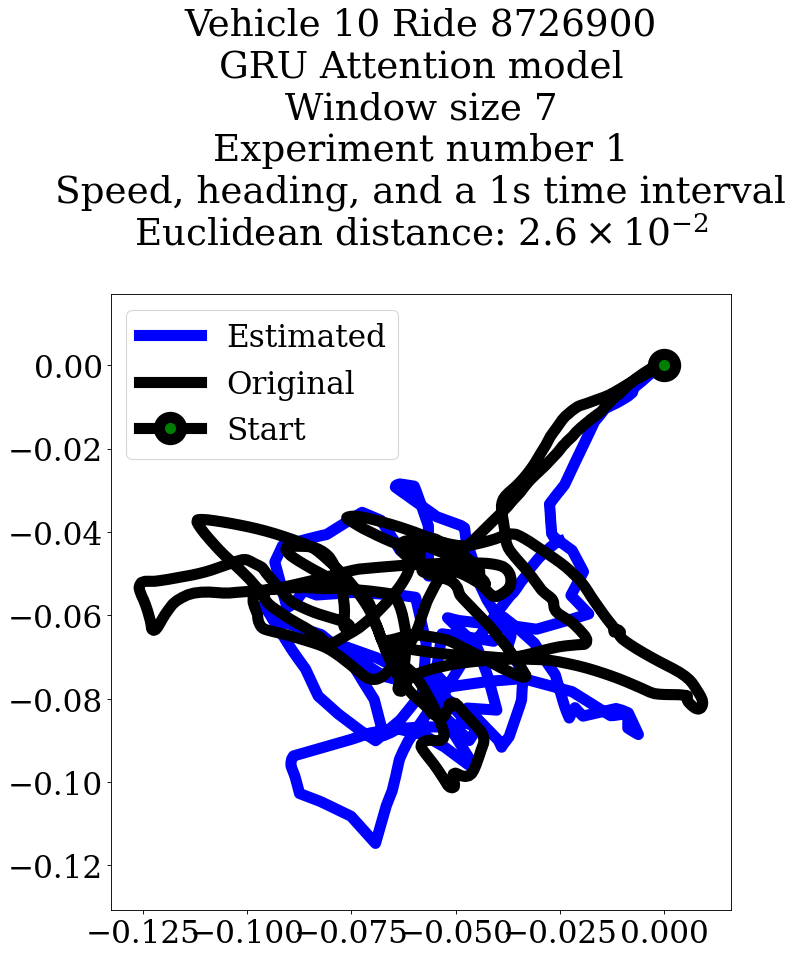 Vehicle 10 Ride 8726900
GRU Attention model
Window size 7
Experiment number 1
Speed, heading, and a 1s time interval
Euclidean distance: 2.6 × 10⁻²
Estimated
Original
Start
0.00
−0.02
−0.04
−0.06
−0.08
−0.10
−0.12
−0.125 −0.100 −0.075 −0.050 −0.025 0.000